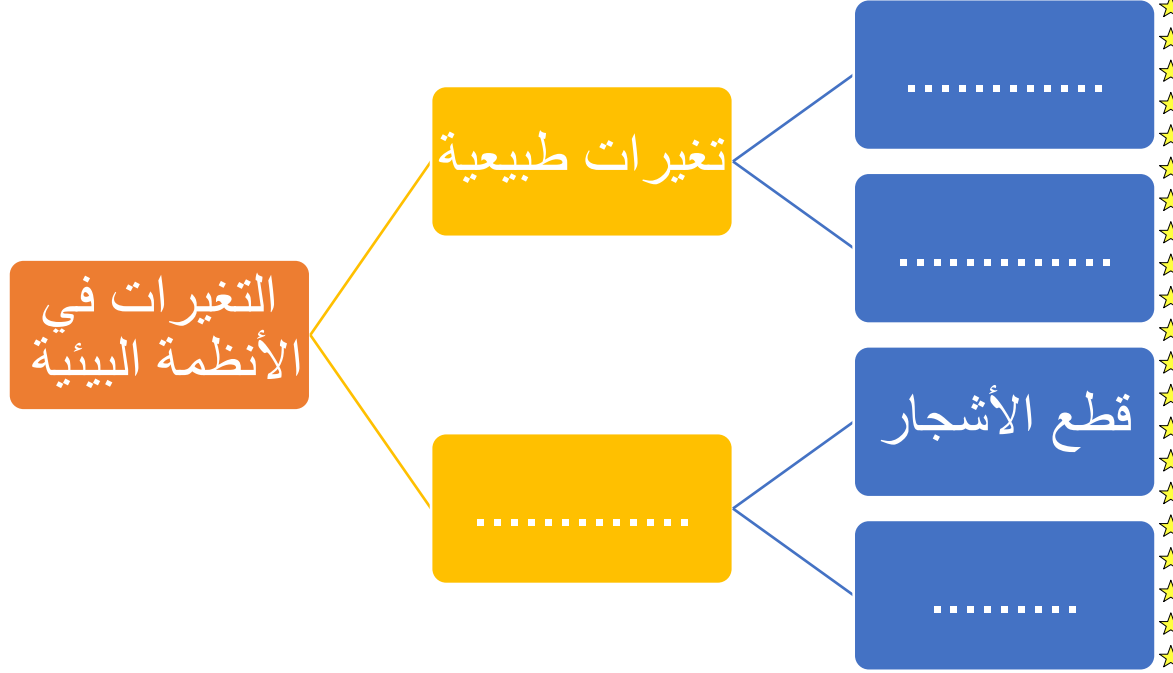 التغيرات في
الأنظمة البيئية
تغيرات طبيعية
............
.............
.............
قطع الأشجار
.........